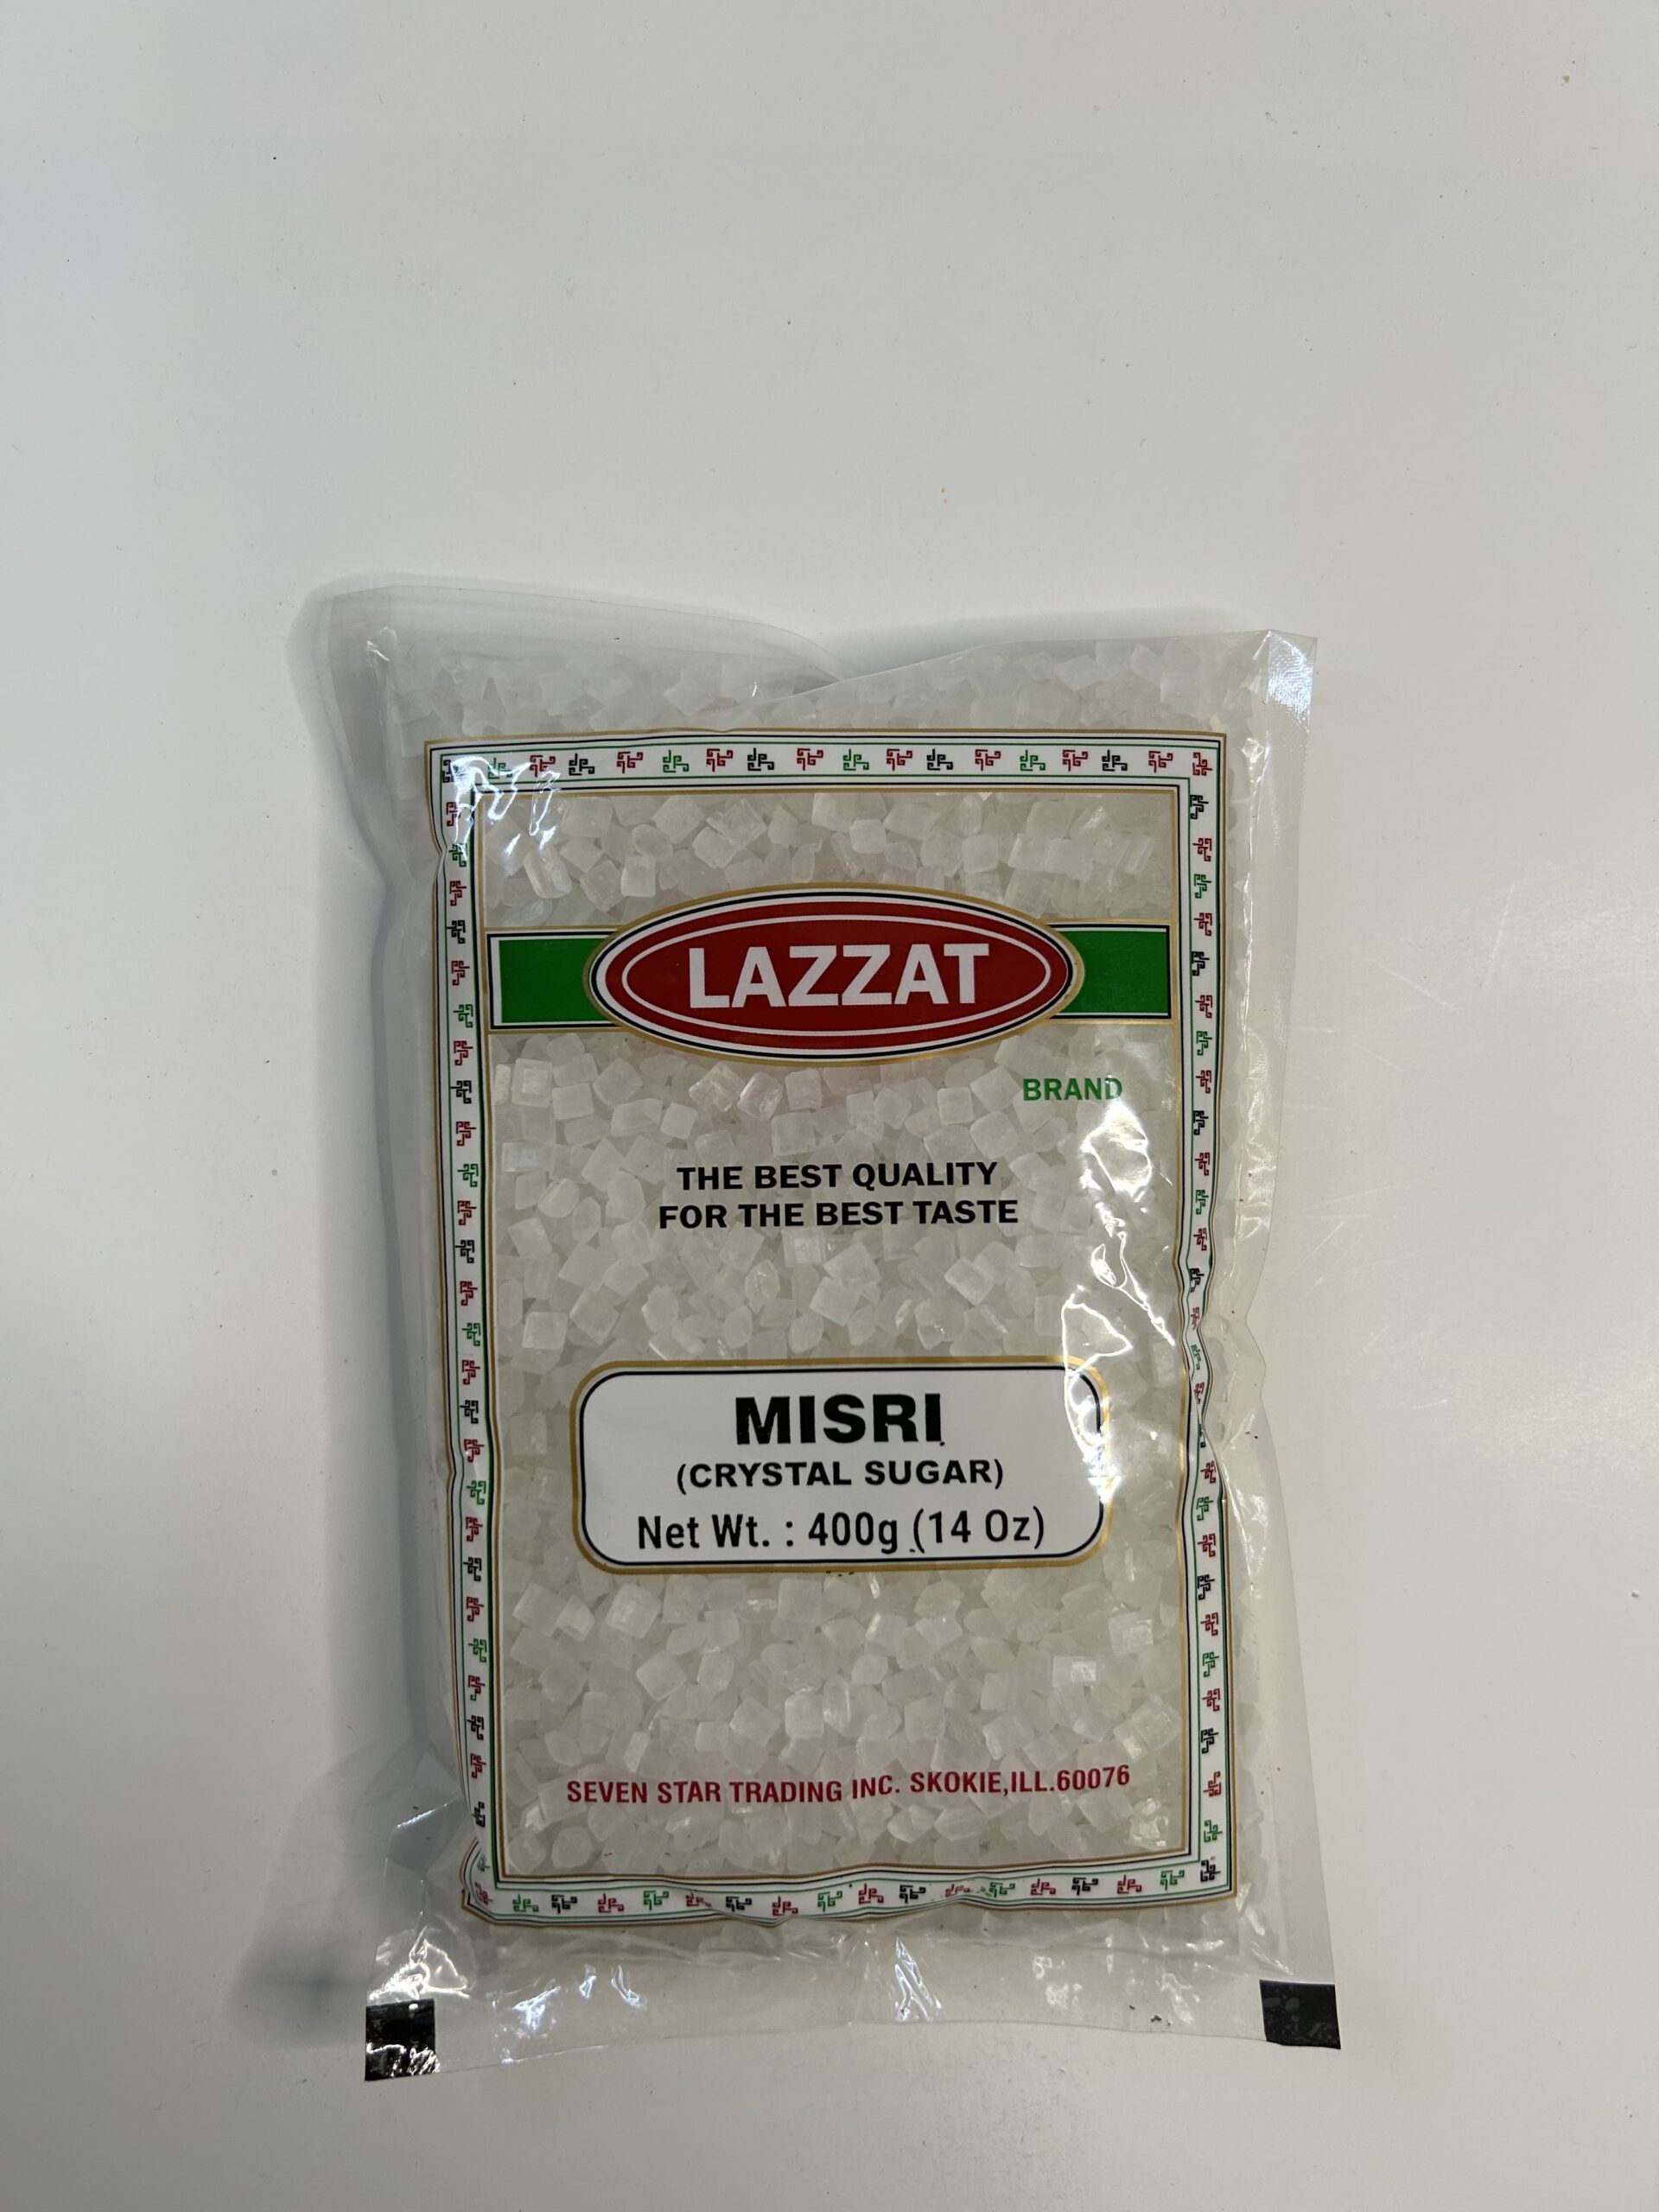 LAZZAT
BRAND
THE BEST QUALITY
FOR THE BEST TASTE
MISRI
(CRYSTAL SUGAR)
Net Wt. : 400g (14 Oz)
SEVEN STAR TRADING INC. SKOKIE,ILL.60076